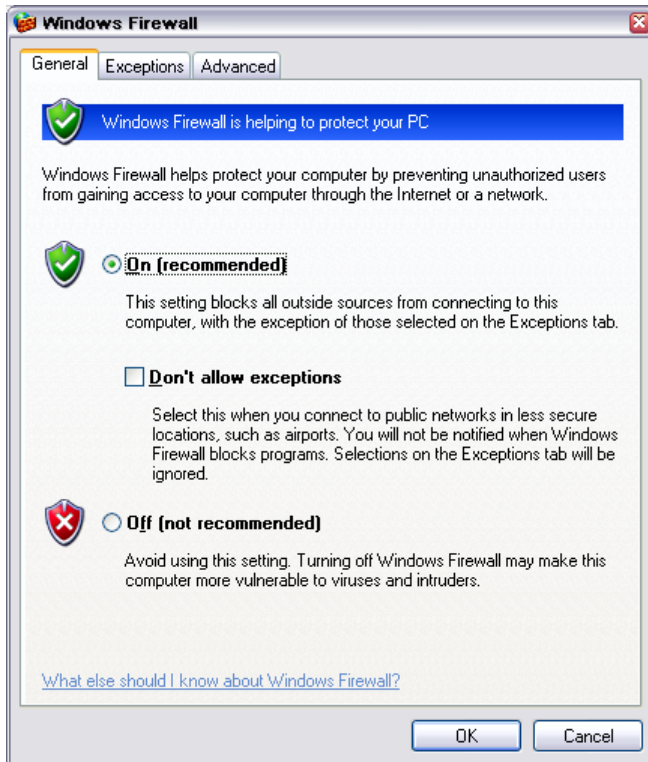 Windows Firewall
General Exceptions Advanced
Windows Firewall is helping to protect your PC
Windows Firewall helps protect your computer by preventing unauthorized users
from gaining access to your computer through the Internet or a network.
On (recommended)
This setting blocks all outside sources from connecting to this
computer, with the exception of those selected on the Exceptions tab.
Don't allow exceptions
Select this when you connect to public networks in less secure
locations, such as airports. You will not be notified when Windows
Firewall blocks programs. Selections on the Exceptions tab will be
ignored.
Off (not recommended)
Avoid using this setting. Turning off Windows Firewall may make this
computer more vulnerable to viruses and intruders.
What else should I know about Windows Firewall?
OK Cancel